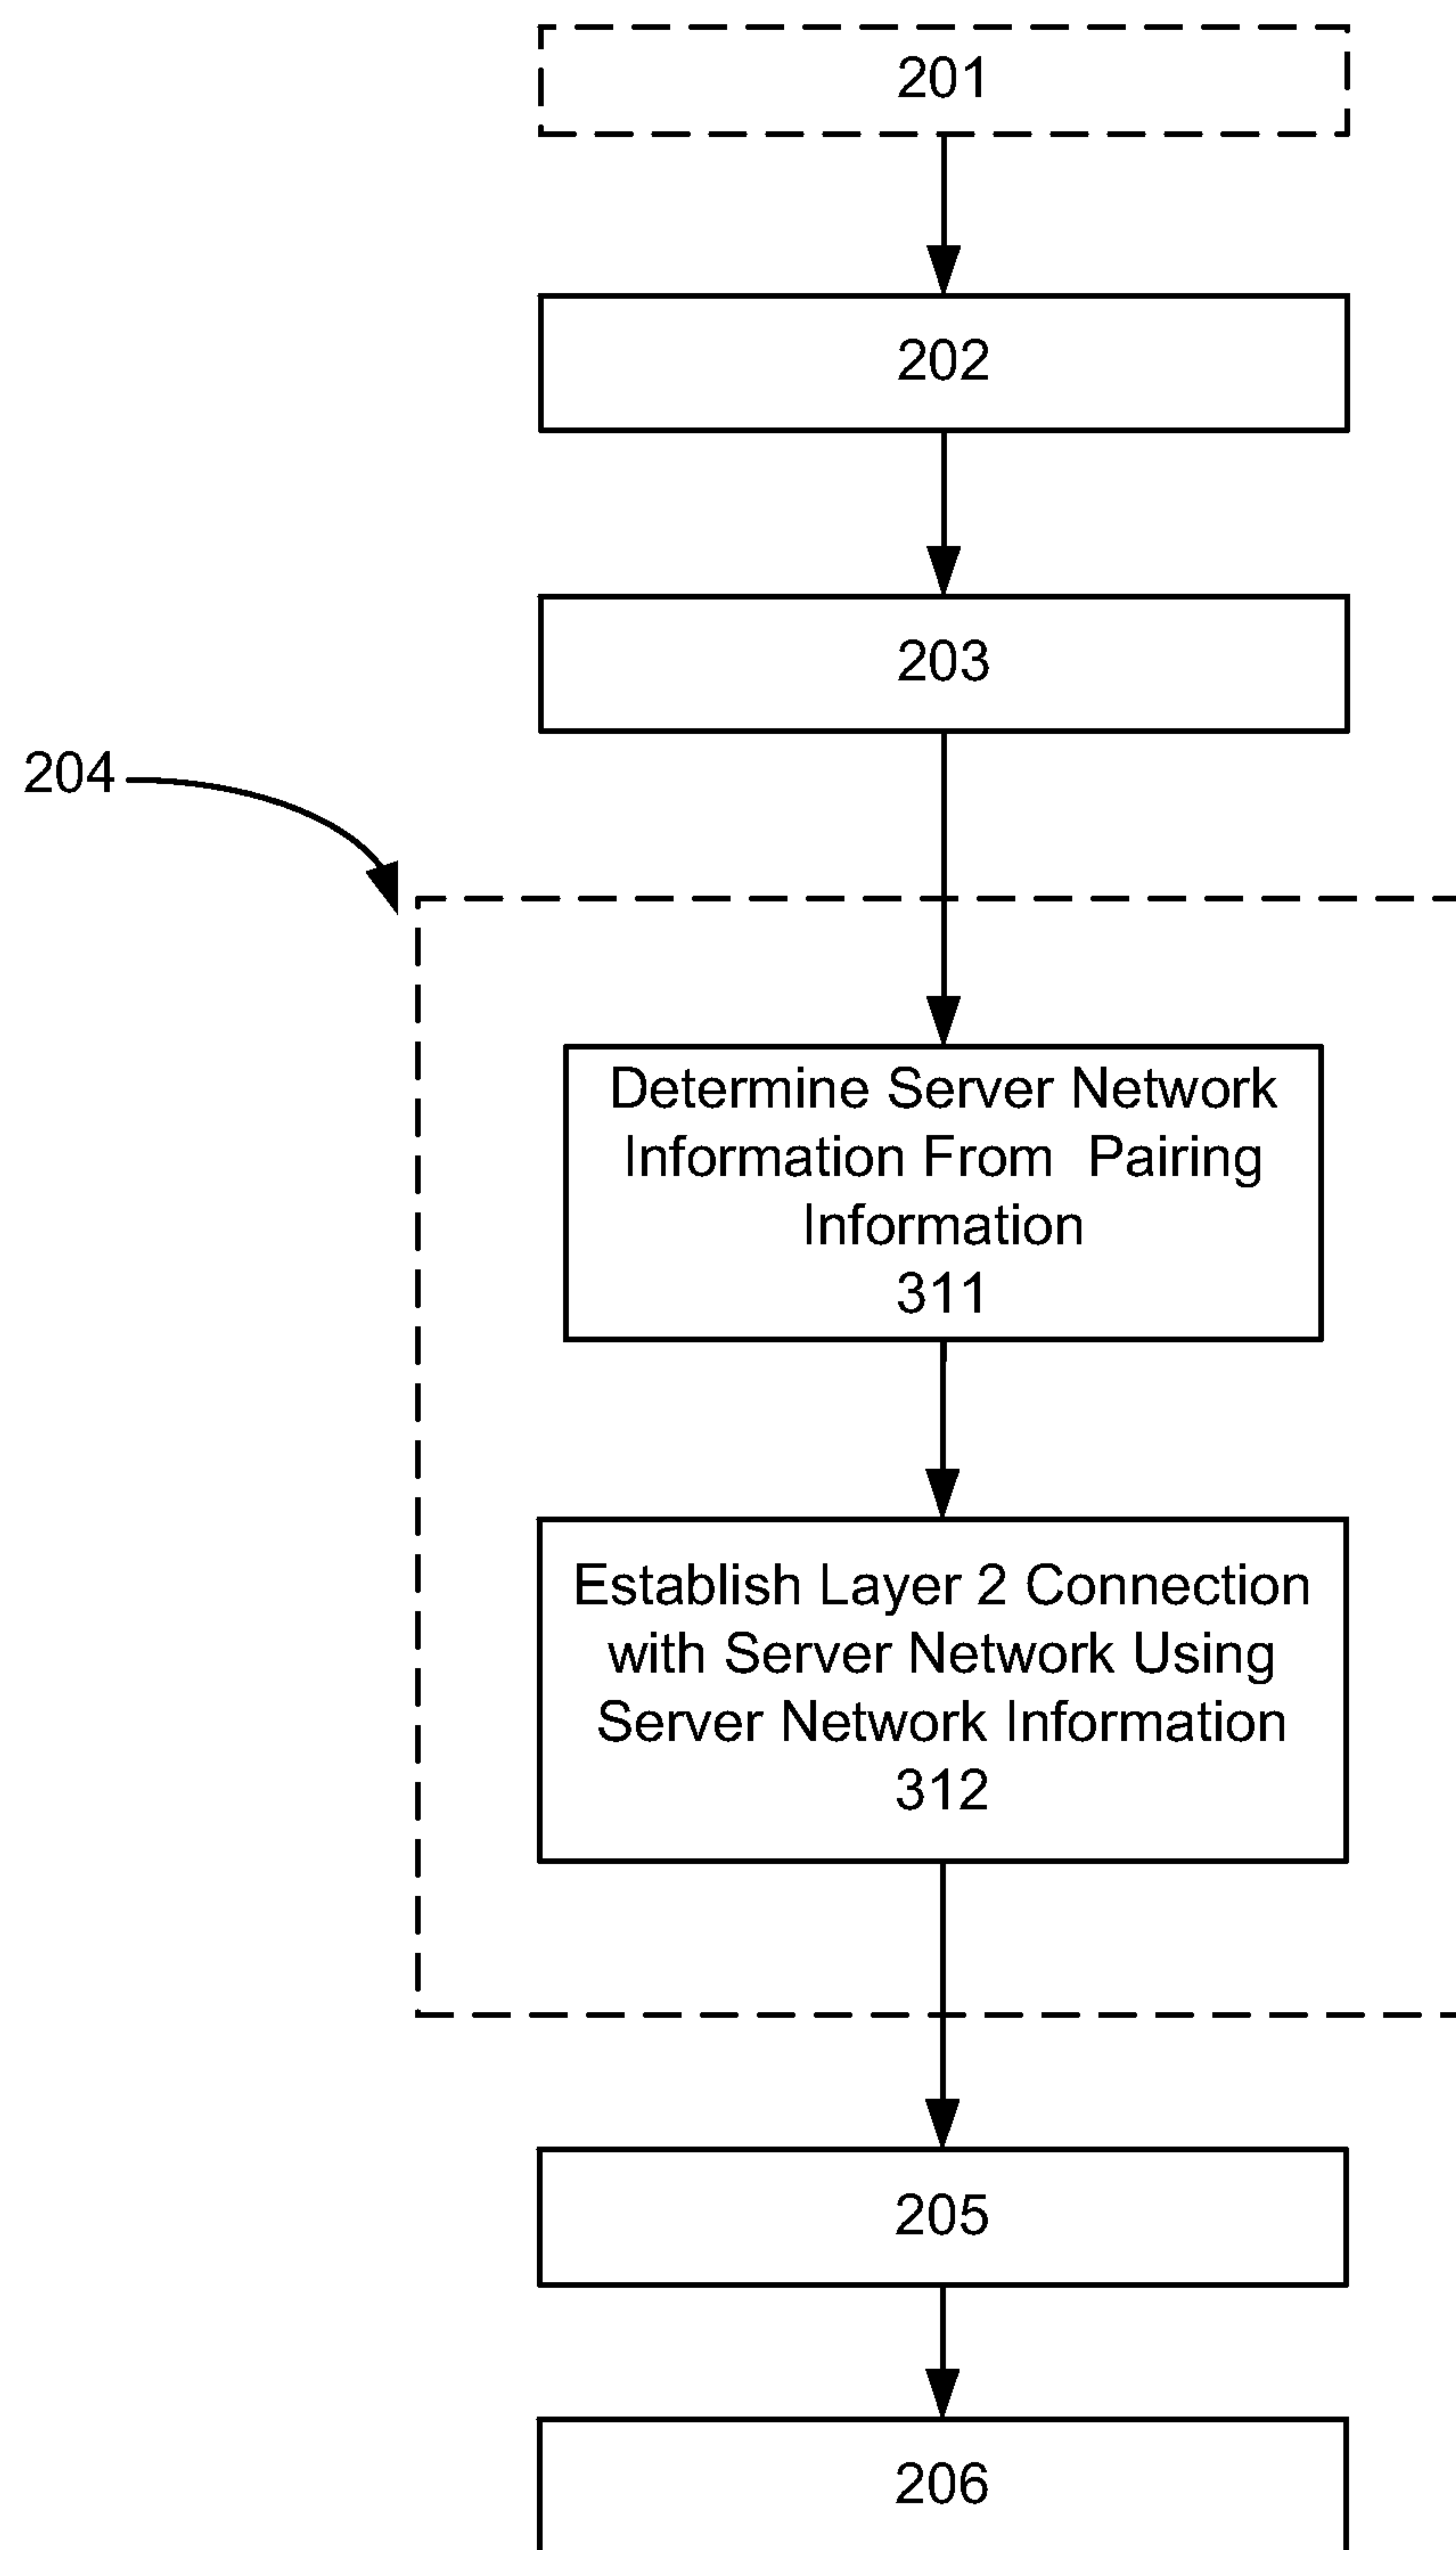 201
202
203
204
Determine Server Network
Information From  Pairing
Information
311
Establish Layer 2 Connection
with Server Network Using
Server Network Information
312
205
206